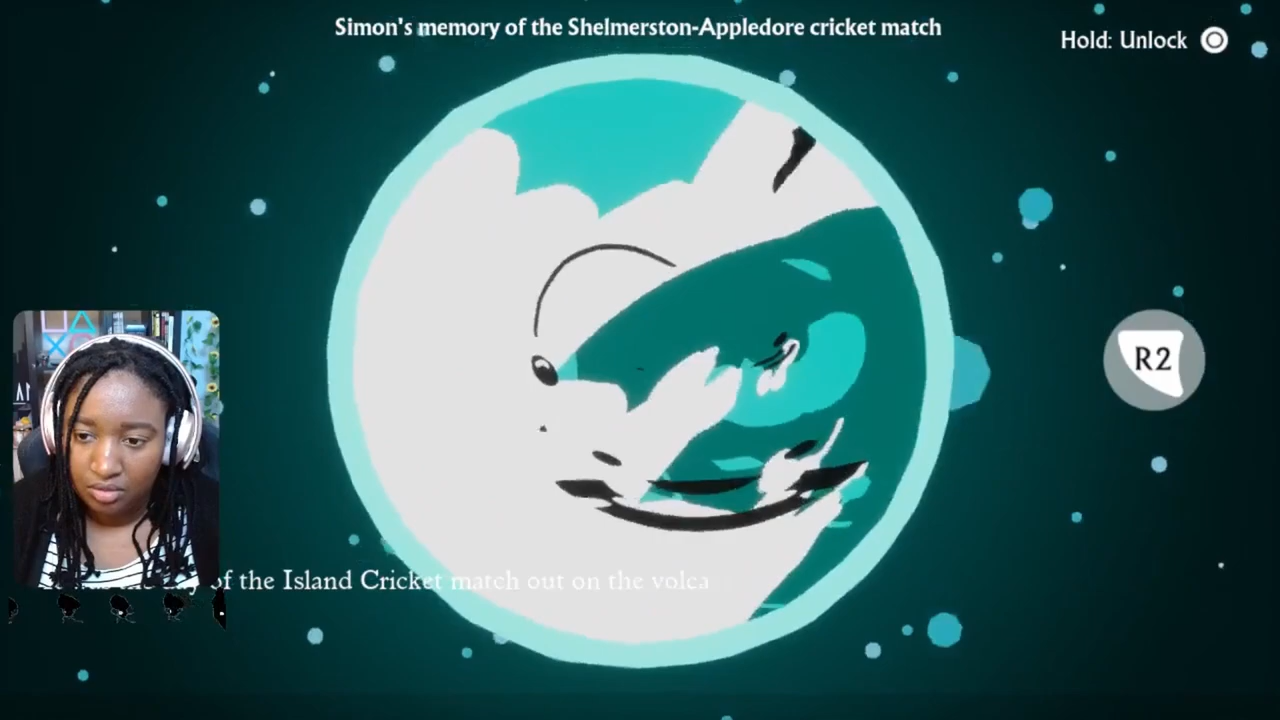 Simon's memory of the Shelmerston-Appledore cricket match
Hold: Unlock
R2
of the Island Cricket match out on the volca